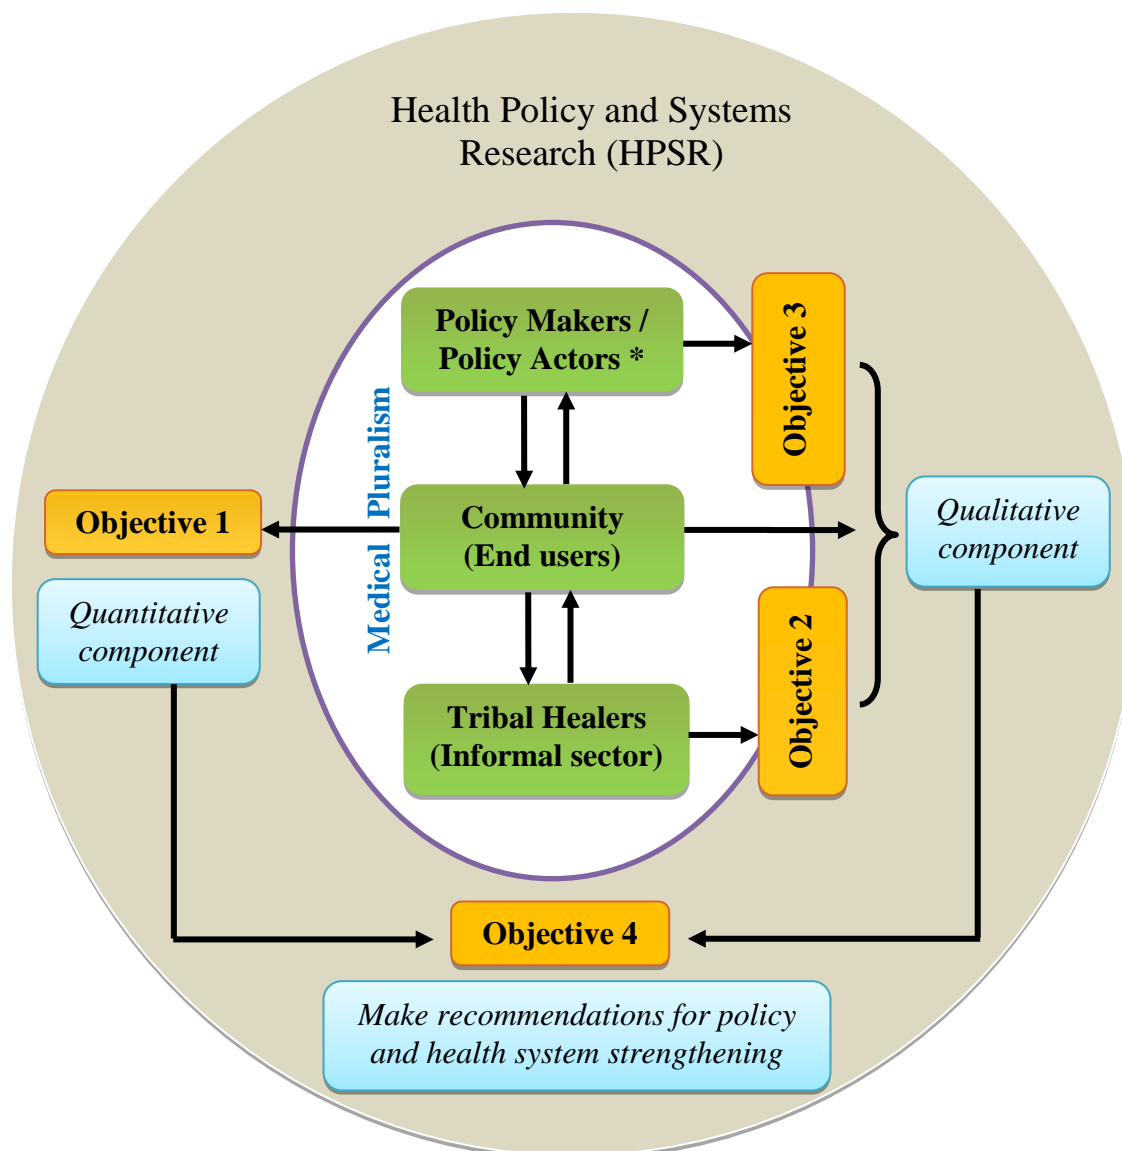 Health Policy and Systems
Research (HPSR)
Policy Makers /
Policy Actors *
Objective 3
Medical Pluralism
Objective 1
Community
(End users)
Qualitative
component
Quantitative
component
Objective 2
Tribal Healers
(Informal sector)
Objective 4
Make recommendations for policy
and health system strengthening